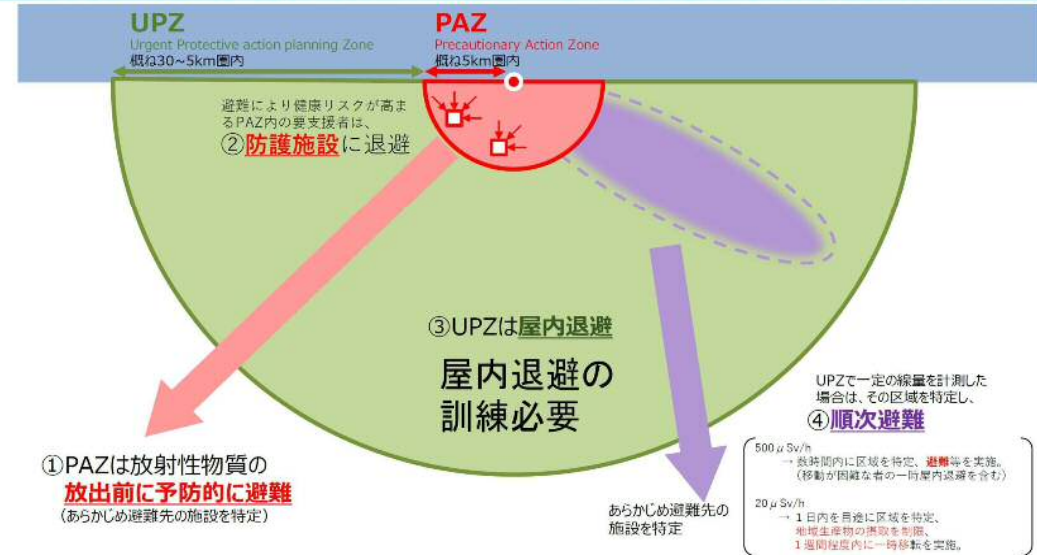 UPZ
Urgent Protective action planning Zone
概ね30~5km圏内
PAZ
Precautionary Action Zone
概ね5km圏内
避難により健康リスクが高ま
るPAZ内の要支援者は、
②防護施設に退避
③UPZは屋内退避
屋内退避の
訓練必要
①PAZは放射性物質の
放出前に予防的に避難
(あらかじめ避難先の施設を特定)
あらかじめ避難先の
施設を特定
UPZで一定の線量を計測した
場合は、その区域を特定し、
④順次避難
500μSv/h
→ 数時間内に区域を特定、避難等を実施。
(移動が困難な者の一時屋内退避を含む)
20μSv/h
→ 1日内を目途に区域を特定、
地域生産物の摂取を制限、
1週間程度内に一時移転を実施。